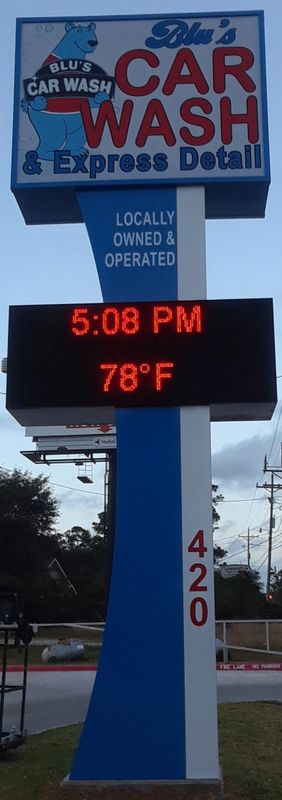 Blu's
BLU'S
CAR WASH
CAR
WASH
& Express Detail
LOCALLY
OWNED &
OPERATED
5:08 PM
78°F
420
FIRE LANE NO PARKING